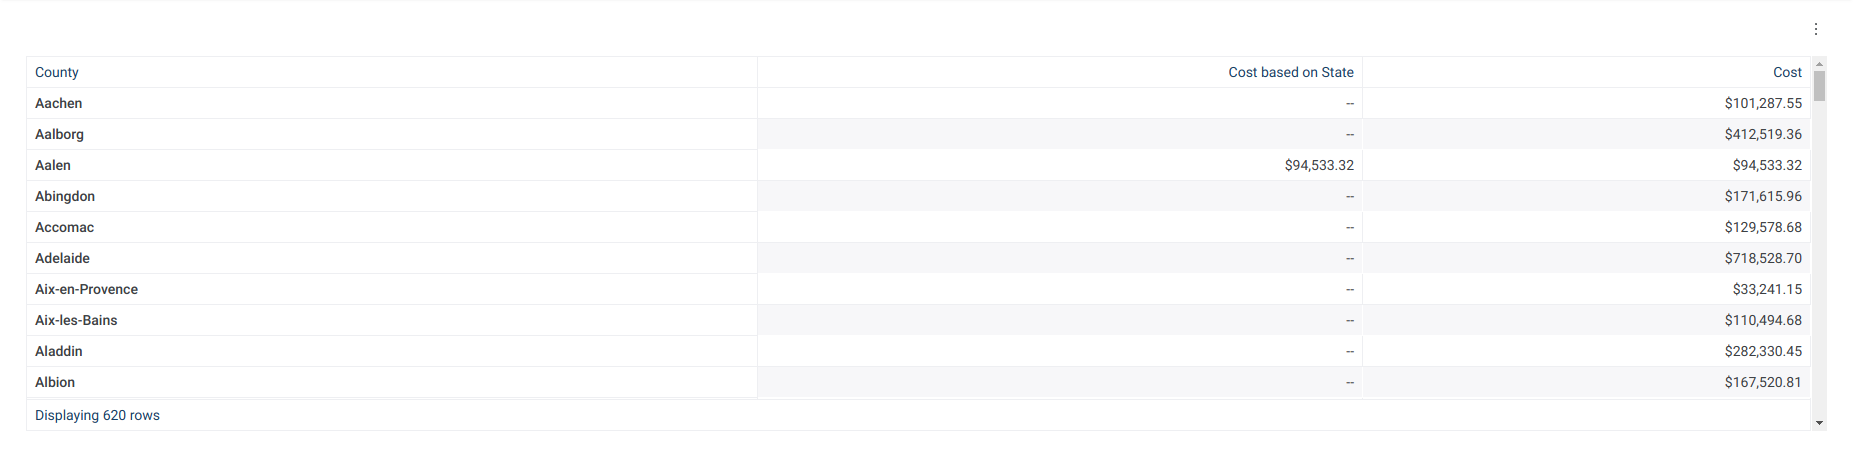 County Cost based on State Cost
Aachen -- $101,287.55
Aalborg -- $412,519.36
Aalen $94,533.32 $94,533.32
Abingdon -- $171,615.96
Accomac -- $129,578.68
Adelaide -- $718,528.70
Aix-en-Provence -- $33,241.15
Aix-les-Bains -- $110,494.68
Aladdin -- $282,330.45
Albion -- $167,520.81
Displaying 620 rows